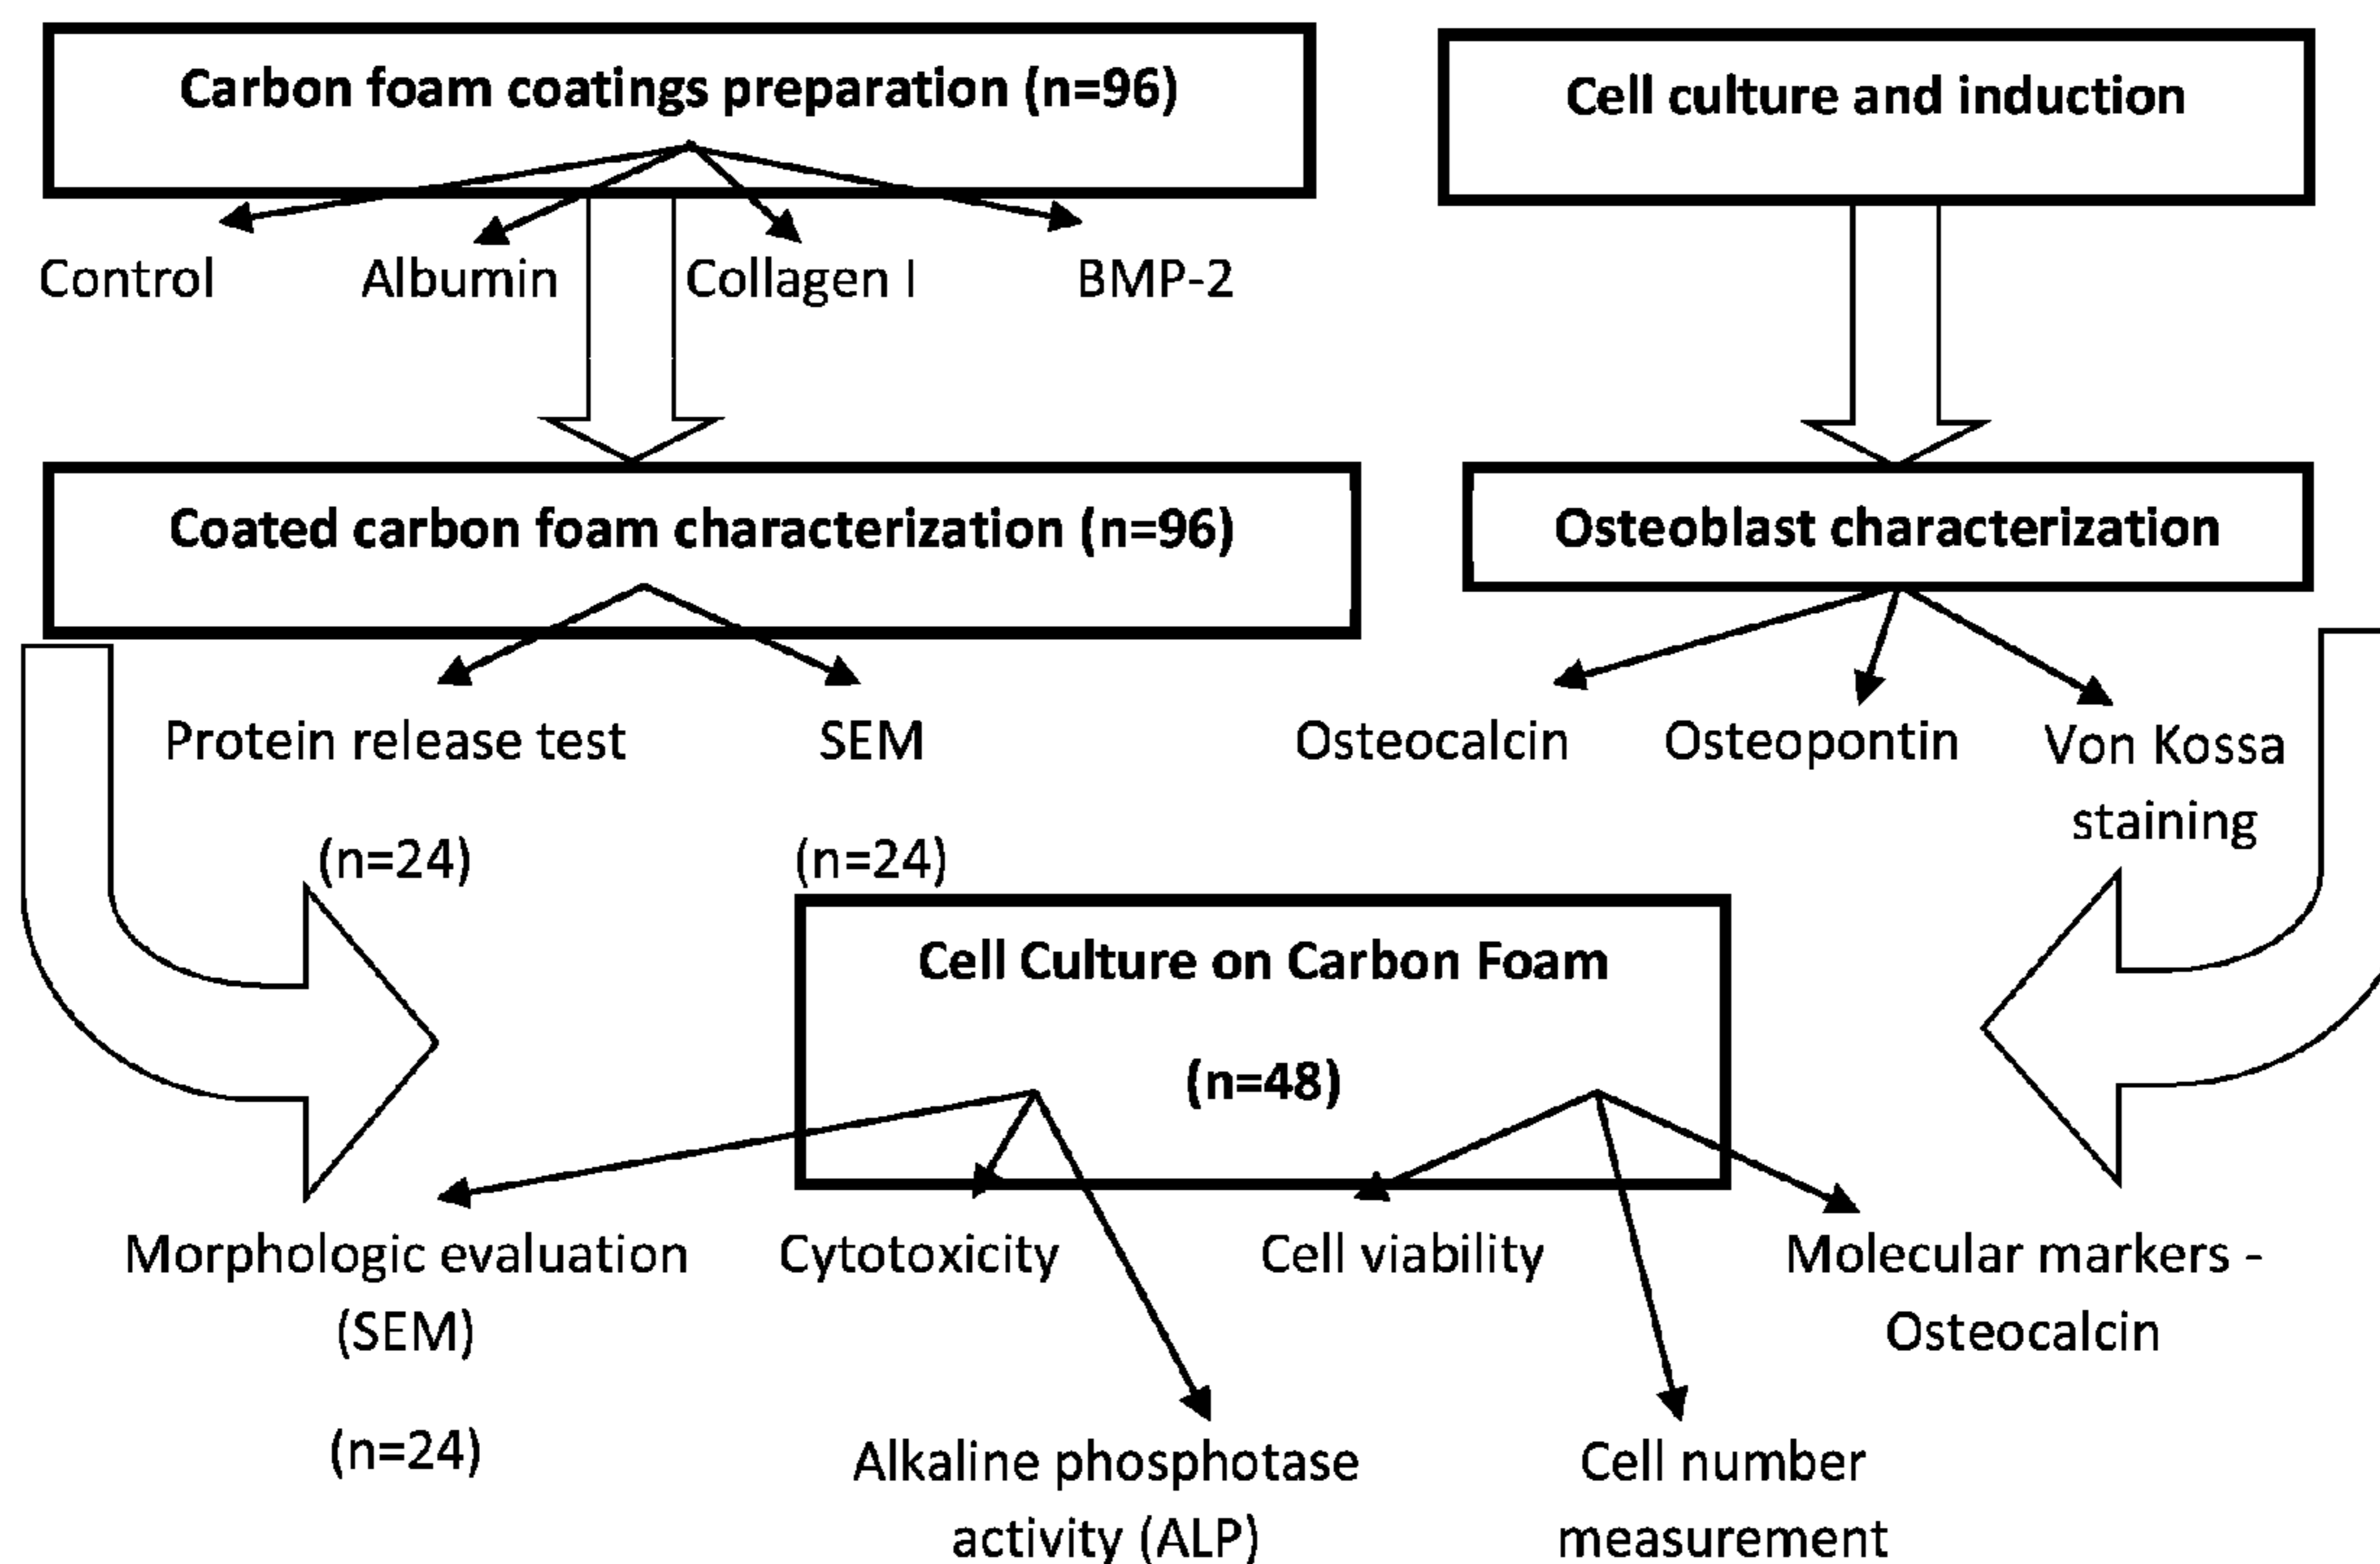 Carbon foam coatings preparation (n=96)
Cell culture and induction
Control
Albumin
Collagen I
BMP-2
Coated carbon foam characterization (n=96)
Osteoblast characterization
Protein release test
(n=24)
SEM
(n=24)
Osteocalcin
Osteopontin
Von Kossa
staining
Cell Culture on Carbon Foam
(n=48)
Morphologic evaluation
(SEM)
(n=24)
Cytotoxicity
Cell viability
Molecular markers -
Osteocalcin
Alkaline phosphotase
activity (ALP)
Cell number
measurement